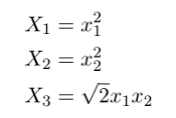 X₁ = x₁²
X₂ = x₂²
X₃ = √2x₁x₂